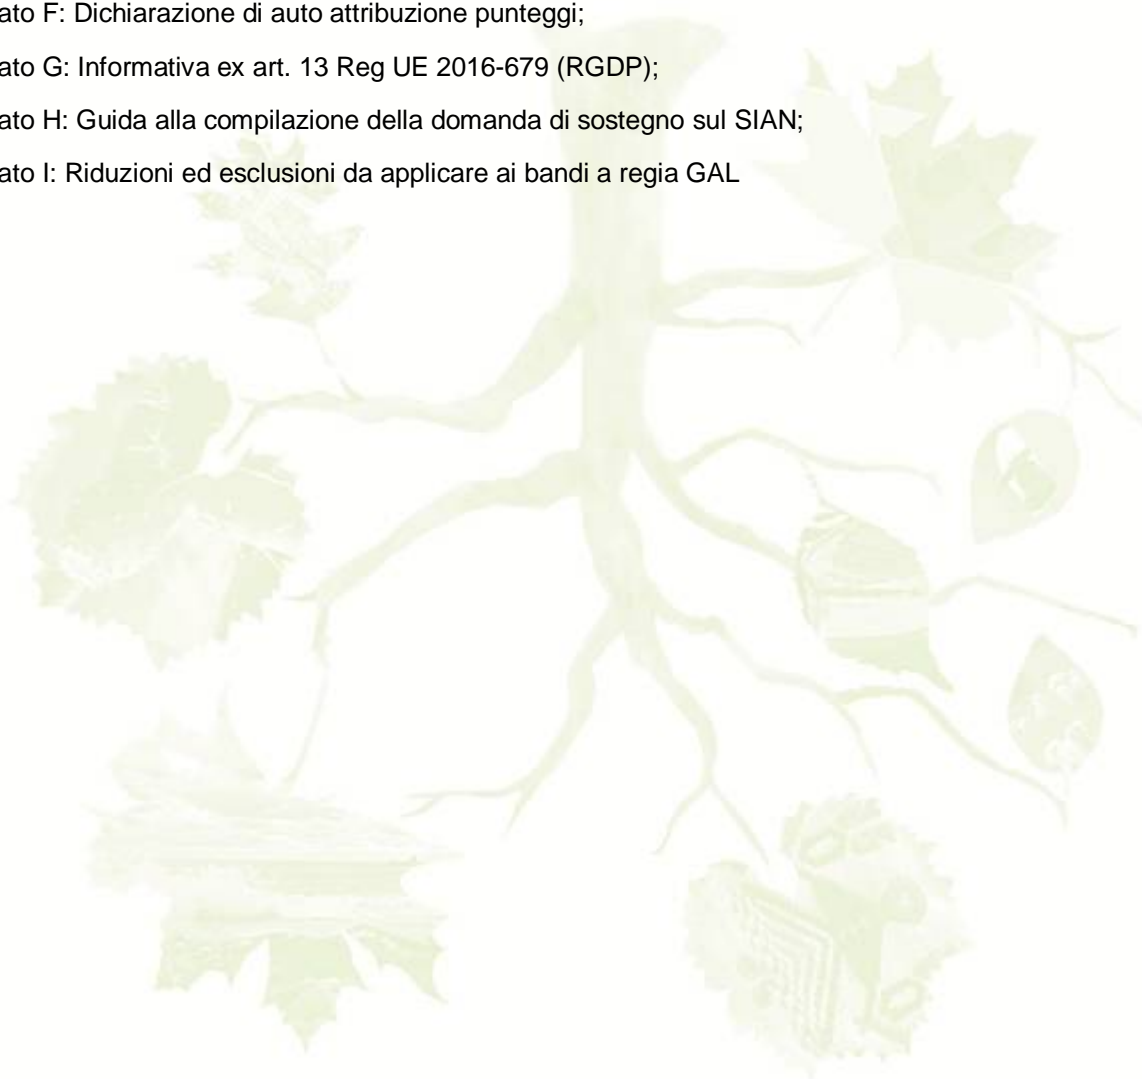 ato F: Dichiarazione di auto attribuzione punteggi;
ato G: Informativa ex art. 13 Reg UE 2016-679 (RGDP);
ato H: Guida alla compilazione della domanda di sostegno sul SIAN;
ato I: Riduzioni ed esclusioni da applicare ai bandi a regia GAL